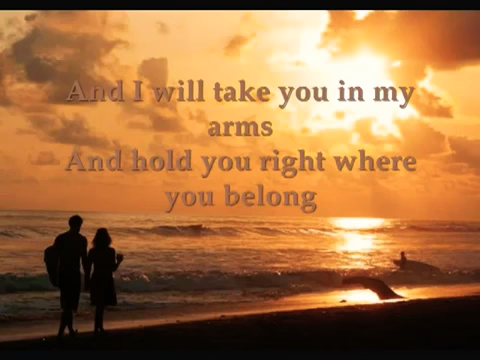 And I will take you in my
arms
And hold you right where
you belong